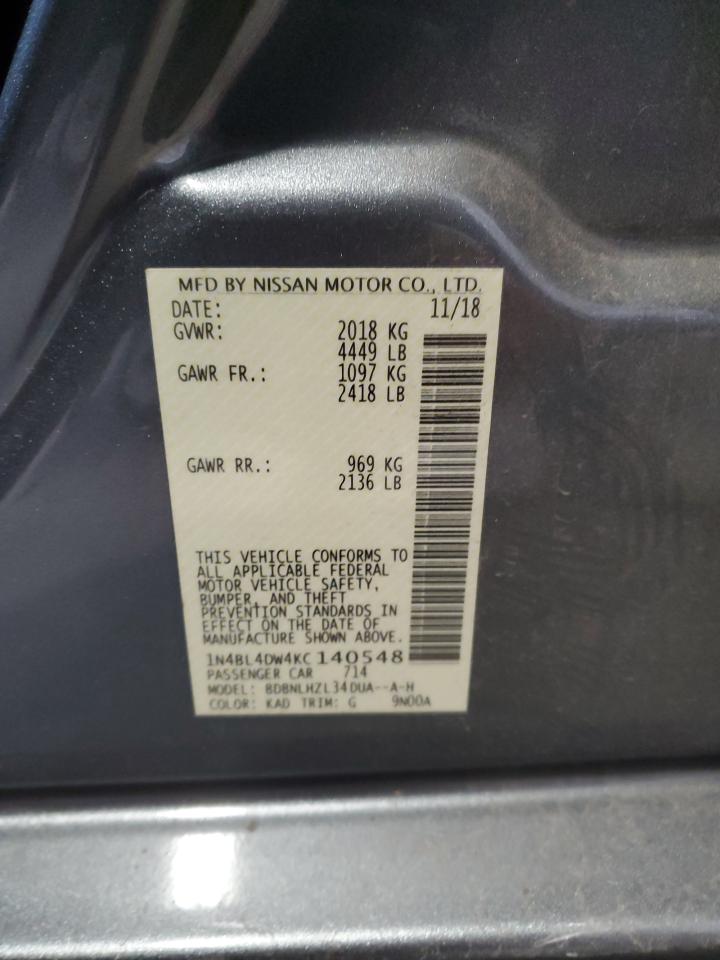 MFD BY NISSAN MOTOR CO., LTD.
DATE: 11/18
GVWR: 2018 KG
4449 LB
GAWR FR.: 1097 KG
2418 LB
GAWR RR.: 969 KG
2136 LB
THIS VEHICLE CONFORMS TO
ALL APPLICABLE FEDERAL
MOTOR VEHICLE SAFETY,
BUMPER, AND THEFT
PREVENTION STANDARDS IN
EFFECT ON THE DATE OF
MANUFACTURE SHOWN ABOVE.
1N4BL4DW4KC140548
PASSENGER CAR 714
MODEL: BDBNLHZL34DUA--A-H
COLOR: KAD TRIM: G 9N00A